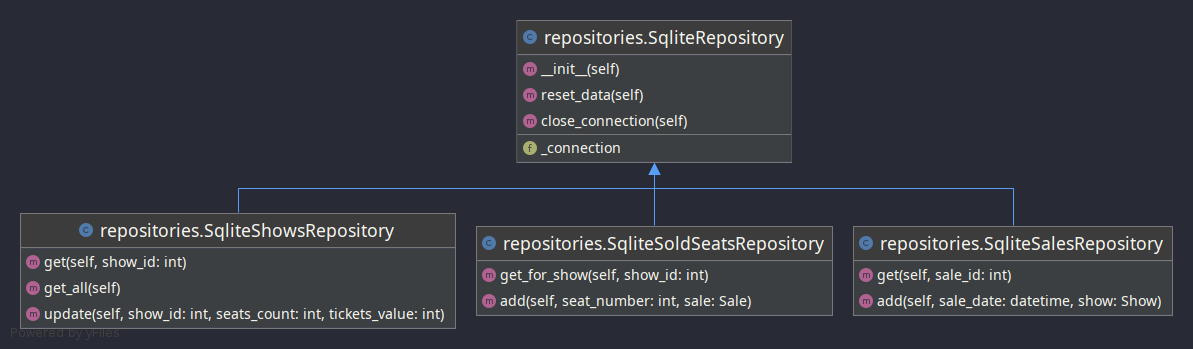 C repositories.SqliteRepository
m __init__(self)
m reset_data(self)
m close_connection(self)
f _connection
C repositories.SqliteShowsRepository
m get(self, show_id: int)
m get_all(self)
m update(self, show_id: int, seats_count: int, tickets_value: int)
C repositories.SqliteSoldSeatsRepository
m get_for_show(self, show_id: int)
m add(self, seat_number: int, sale: Sale)
C repositories.SqliteSalesRepository
m get(self, sale_id: int)
m add(self, sale_date: datetime, show: Show)
Powered by yFiles